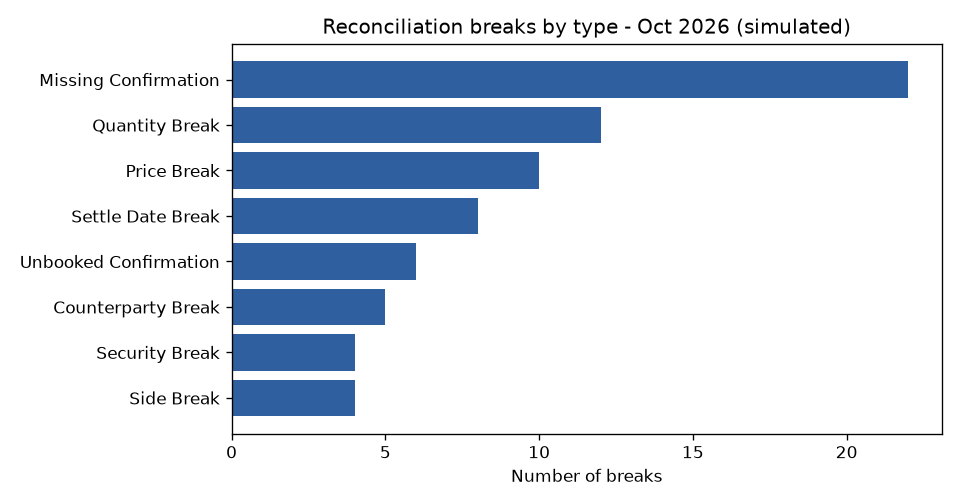 Reconciliation breaks by type - Oct 2026 (simulated)
Missing Confirmation
Quantity Break
Price Break
Settle Date Break
Unbooked Confirmation
Counterparty Break
Security Break
Side Break
0 5 10 15 20
Number of breaks